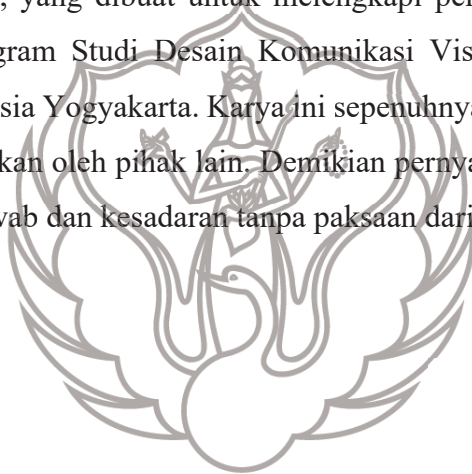 , yang dibuat untuk melengkapi
gram Studi Desain Komunikasi Vis
sia Yogyakarta. Karya ini sepenuhnya
kan oleh pihak lain. Demikian pernya
vab dan kesadaran tanpa paksaan dari